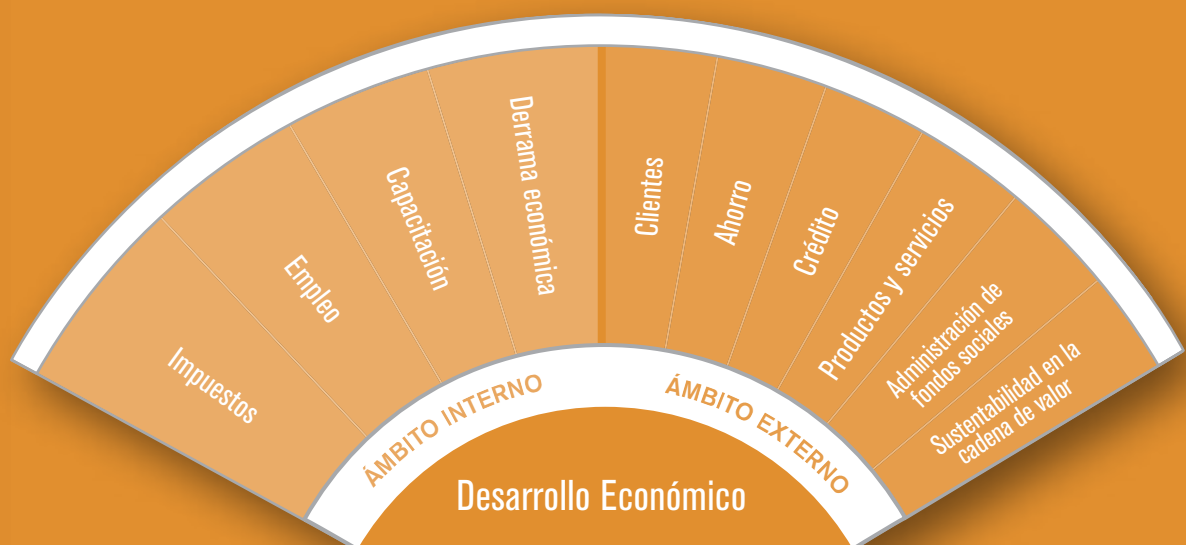 Impuestos
Empleo
Capacitación
Derrama económica
Clientes
Ahorro
Crédito
Productos y servicios
Administración de
fondos sociales
Sustentabilidad en la
cadena de valor
ÁMBITO INTERNO
ÁMBITO EXTERNO
Desarrollo Económico